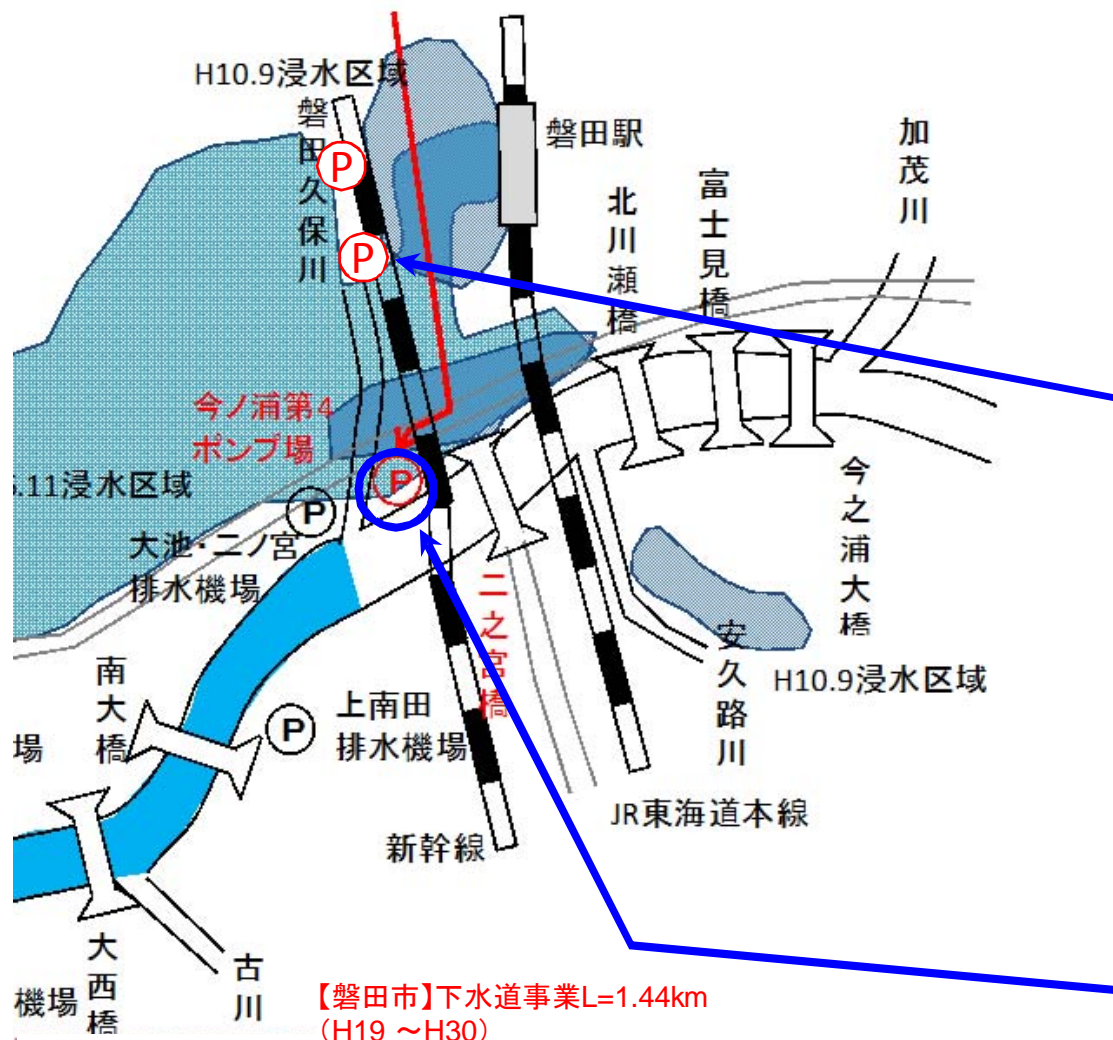 H10.9浸水区域
磐田久保川
P
P
磐田駅
北川瀬橋
富士見橋
加茂川
今ノ浦第4
ポンプ場
P
.11浸水区域
P
大池・二ノ宮
排水機場
二之宮橋
今之浦大橋
安久路川
H10.9浸水区域
南大橋
P
上南田
排水機場
場
JR東海道本線
新幹線
大西橋
古川
機場
【磐田市】下水道事業L=1.44km
(H19 ～H30)